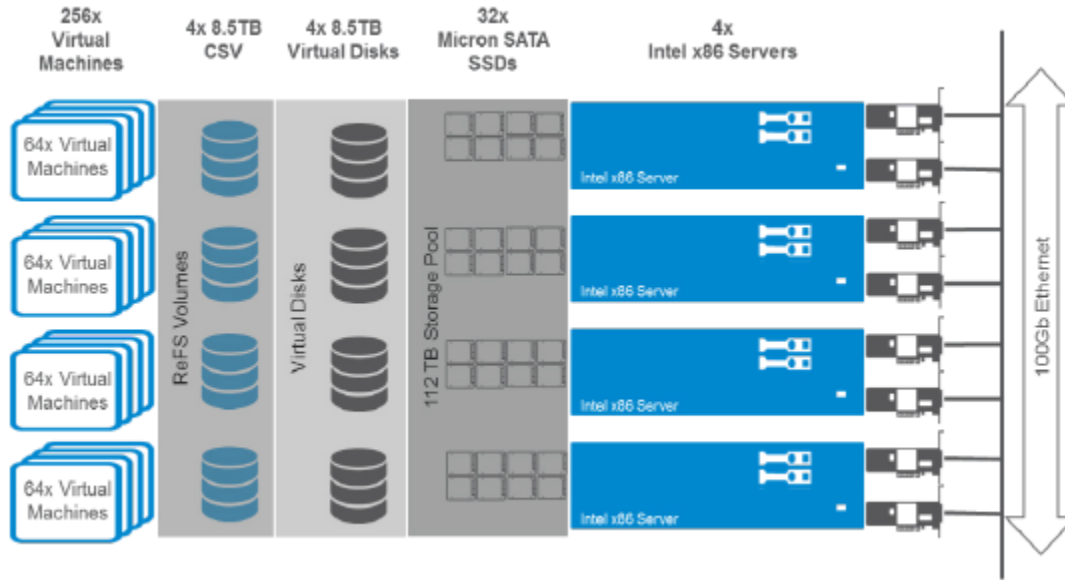 256x
Virtual
Machines
4x 8.5TB
CSV
4x 8.5TB
Virtual Disks
32x
Micron SATA
SSDs
4x
Intel x86 Servers
64x Virtual
Machines
64x Virtual
Machines
64x Virtual
Machines
64x Virtual
Machines
ReFS Volumes
Virtual Disks
112 TB Storage Pool
Intel x86 Server
Intel x86 Server
Intel x86 Server
Intel x86 Server
100Gb Ethernet